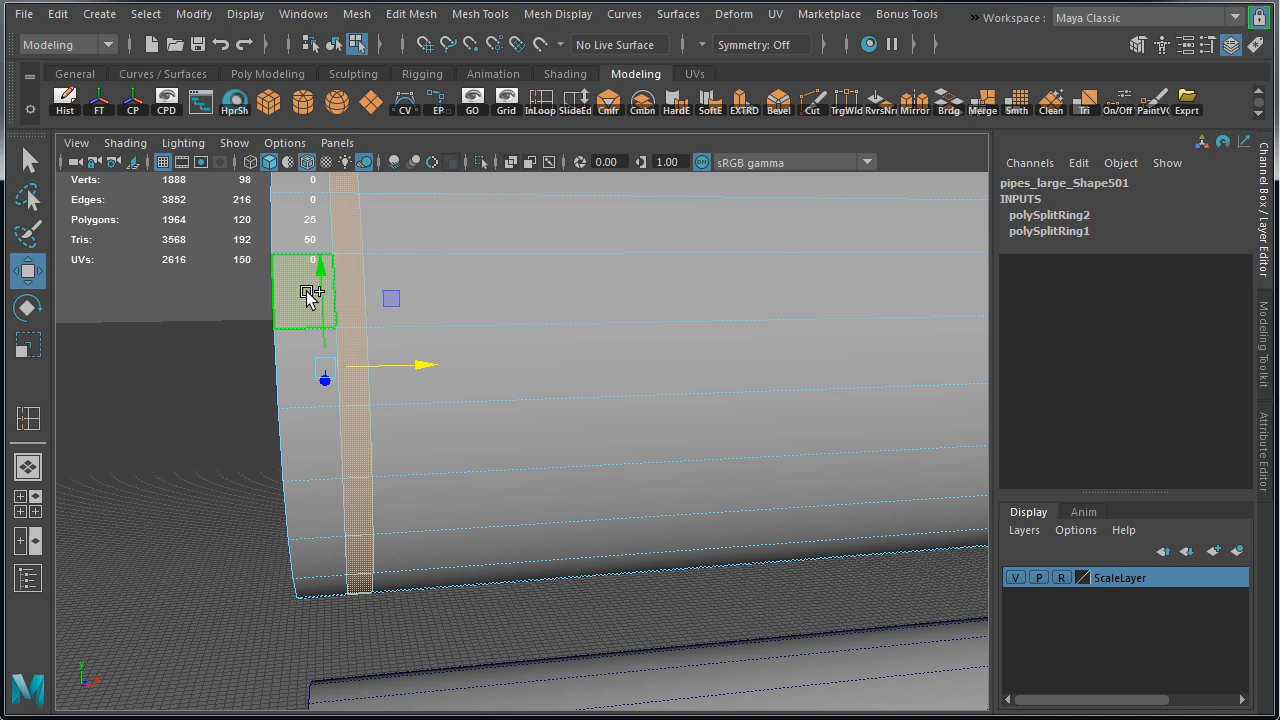 File Edit Create Select Modify Display Windows Mesh Edit Mesh Mesh Tools Mesh Display Curves Surfaces Deform UV Marketplace Bonus Tools » Workspace : Maya Classic
Modeling No Live Surface Symmetry: Off
General Curves / Surfaces Poly Modeling Sculpting Rigging Animation Shading Modeling UVs
Hist FT CP CPD HprSh CV EP GO Grid InLoop SlideEd Cmfr Cmbn HardE SoftE EXTRD Bevel Cut TrgWld RvrsNr Mirror Brdg Merge Smth Clean Tri On/Off PaintVC Exprt
View Shading Lighting Show Options Panels
0.00 1.00 ON sRGB gamma
Verts: 1888 98 0
Edges: 3852 216 0
Polygons: 1964 120 25
Tris: 3568 192 50
UVs: 2616 150 0
y
Channels Edit Object Show
pipes_large_Shape501
INPUTS
polySplitRing2
polySplitRing1
Display Anim
Layers Options Help
V P R ScaleLayer
Channel Box / Layer Editor
Modeling Toolkit
Attribute Editor
M